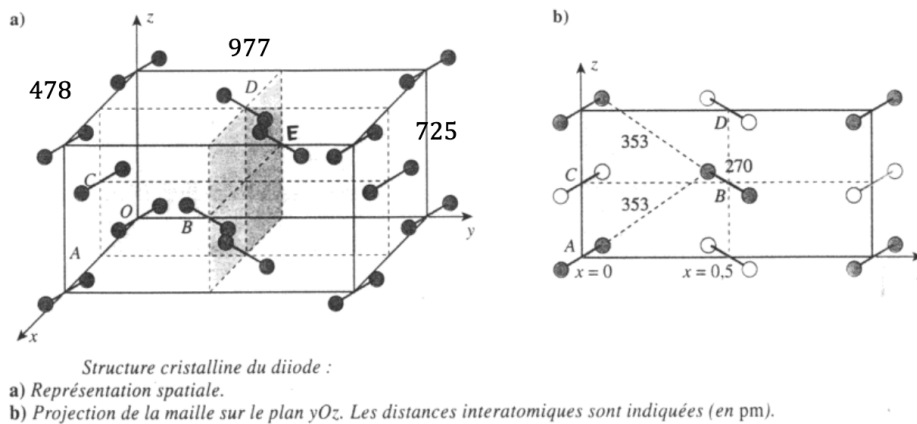 a)
b)
z
977
z
478
D
E
725
D
353
270
C
C
B
353
O
B
y
A
A
x = 0
x = 0,5
x
Structure cristalline du diiode :
a) Représentation spatiale.
b) Projection de la maille sur le plan yOz. Les distances interatomiques sont indiquées (en pm).